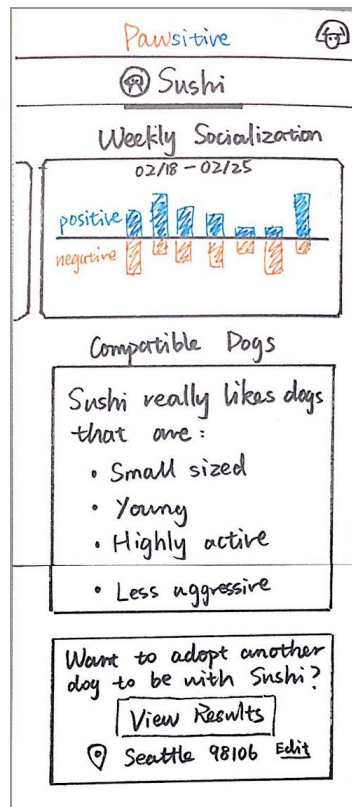 Pawsitive
Sushi
Weekly Socialization
02/18 - 02/25
positive
negative
Compatible Dogs
Sushi really likes dogs
that are:
• Small sized
• Young
• Highly active
• Less aggressive
Want to adopt another
dog to be with Sushi?
View Results
Seattle 98106 Edit